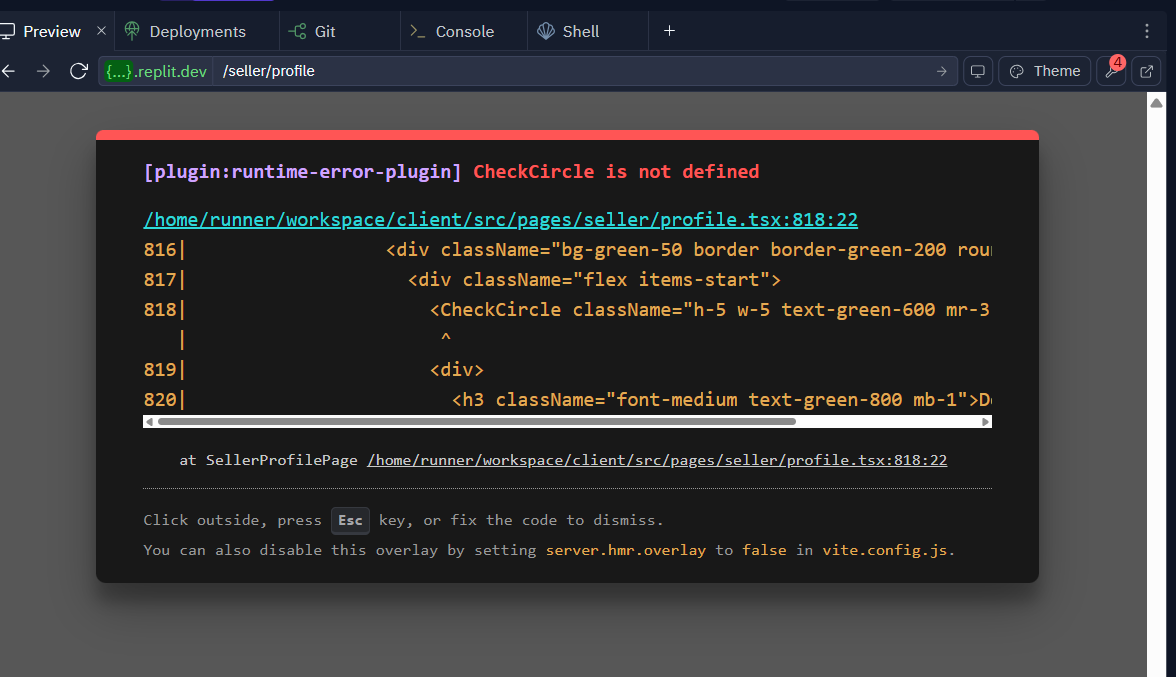 Preview
Deployments
Git
Console
Shell
{...}.replit.dev
/seller/profile
Theme
4
[plugin:runtime-error-plugin] CheckCircle is not defined
/home/runner/workspace/client/src/pages/seller/profile.tsx:818:22
816|                  <div className="bg-green-50 border border-green-200
817|                    <div className="flex items-start">
818|                      <CheckCircle className="h-5 w-5 text-green-600 mr-3
   |                       ^
819|                      <div>
820|                        <h3 className="font-medium text-green-800 mb-1">
at SellerProfilePage /home/runner/workspace/client/src/pages/seller/profile.tsx:818:22
Click outside, press Esc key, or fix the code to dismiss.
You can also disable this overlay by setting server.hmr.overlay to false in vite.config.js.